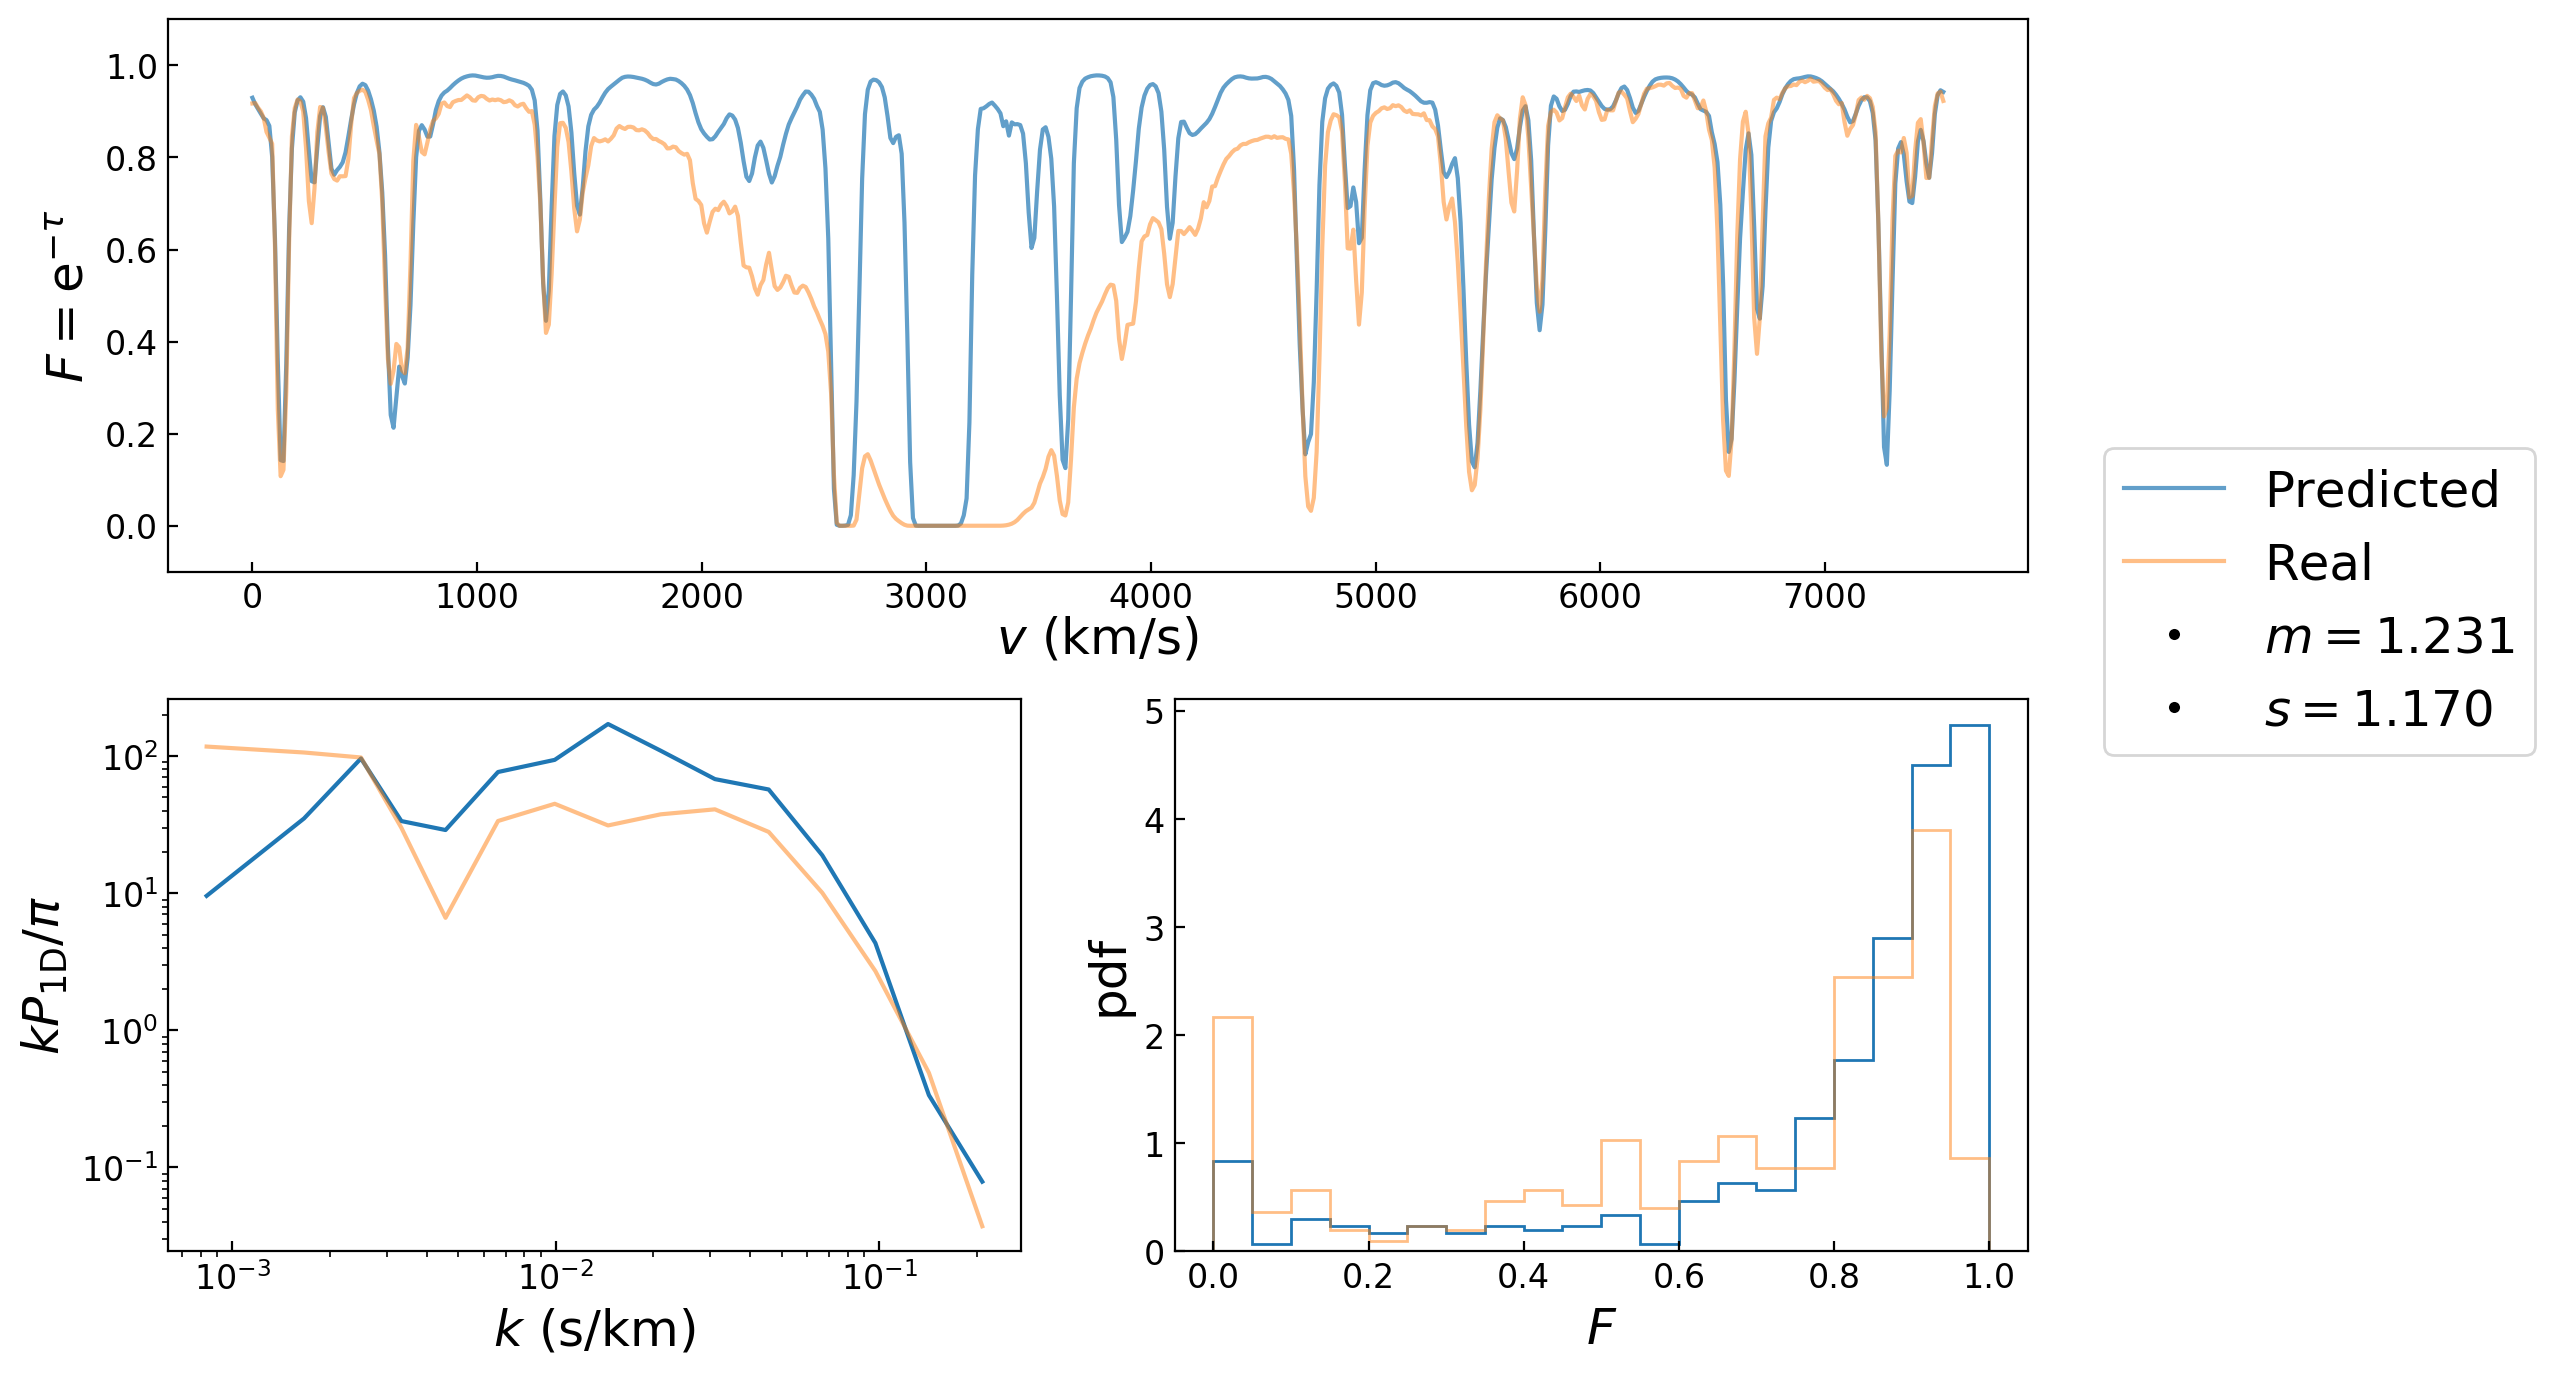 1.0
0.8
0.6
0.4
0.2
0.0
F = e^{-τ}
0 1000 2000 3000 4000 5000 6000 7000
v (km/s)
Predicted
Real
m = 1.231
s = 1.170
10^2
10^1
10^0
10^{-1}
kP_{1D}/π
10^{-3} 10^{-2} 10^{-1}
k (s/km)
5
4
3
2
1
0
pdf
0.0 0.2 0.4 0.6 0.8 1.0
F